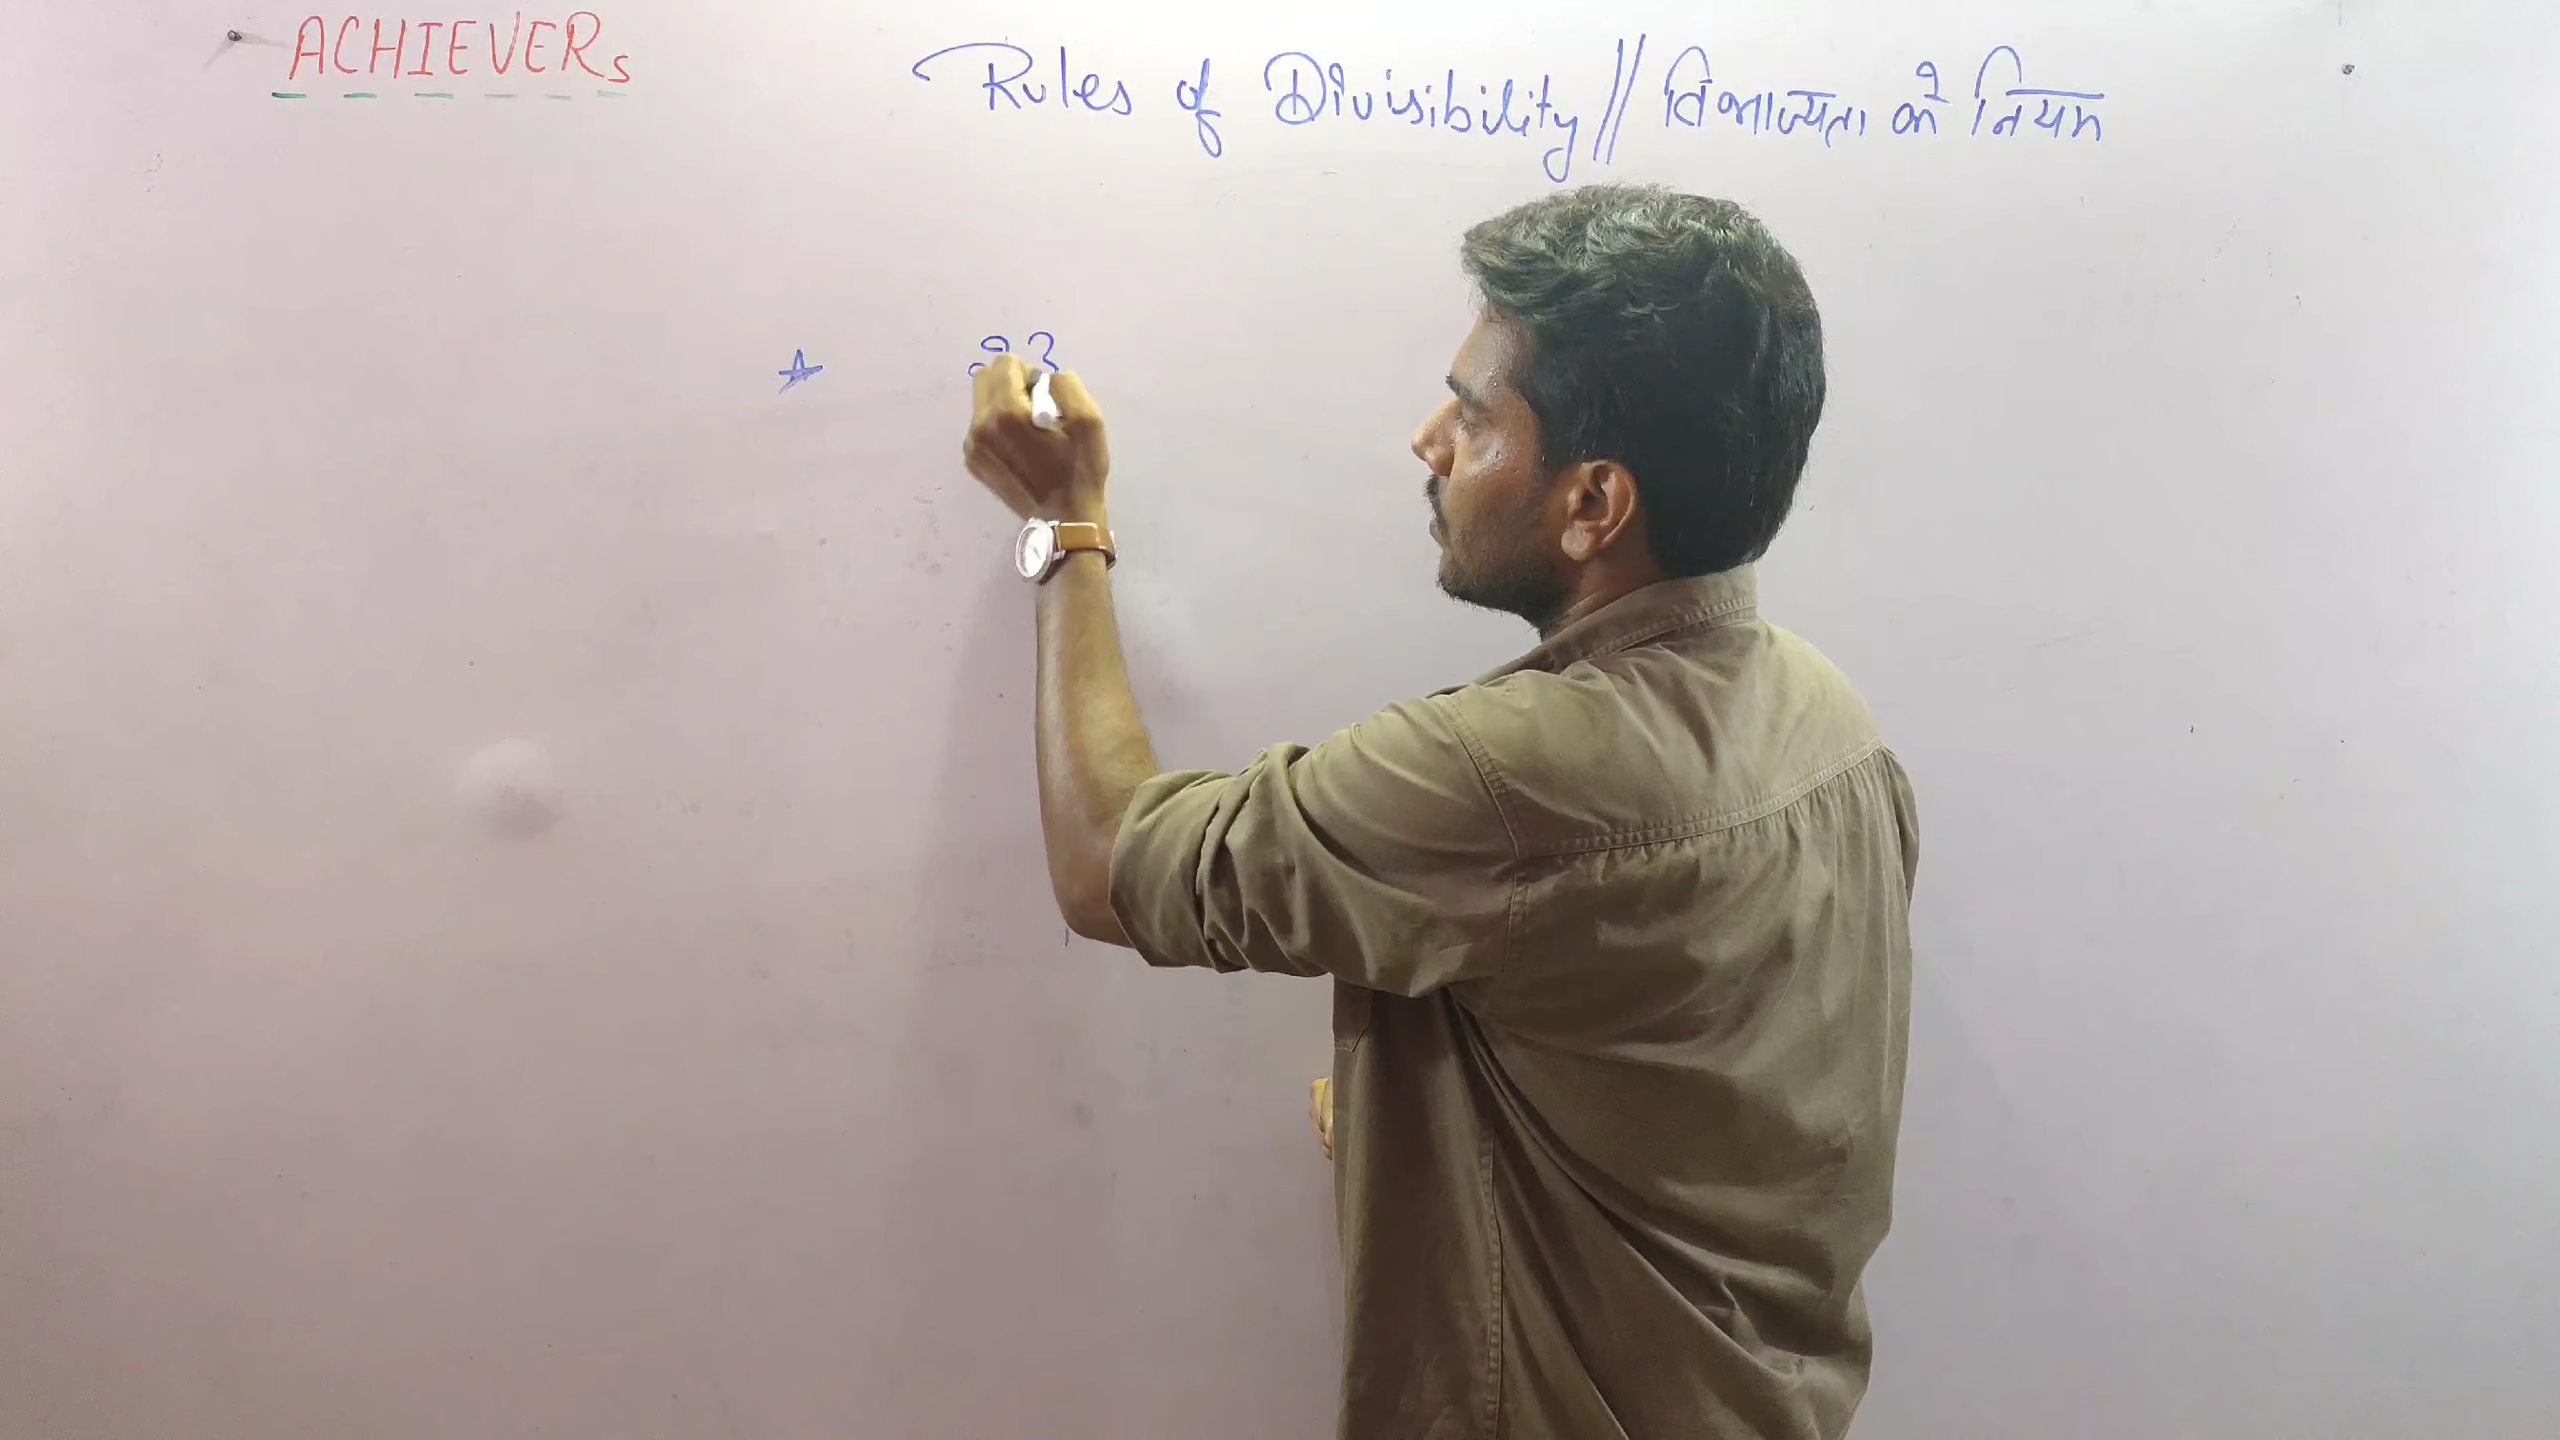 ACHIEVERs
Rules of Divisibility // विभाज्यता के नियम